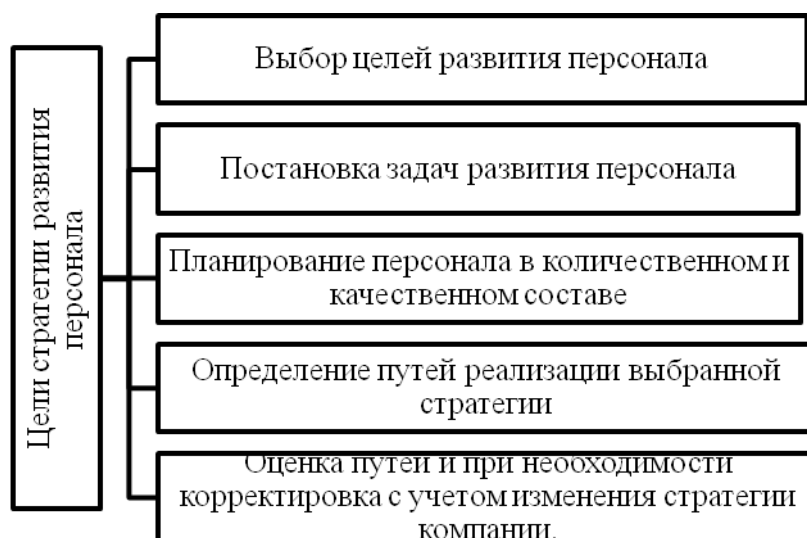 Цели стратегии развития
персонала
Выбор целей развития персонала
Постановка задач развития персонала
Планирование персонала в количественном и
качественном составе
Определение путей реализации выбранной
стратегии
Оценка путей и при необходимости
корректировка с учетом изменения стратегии
компании.